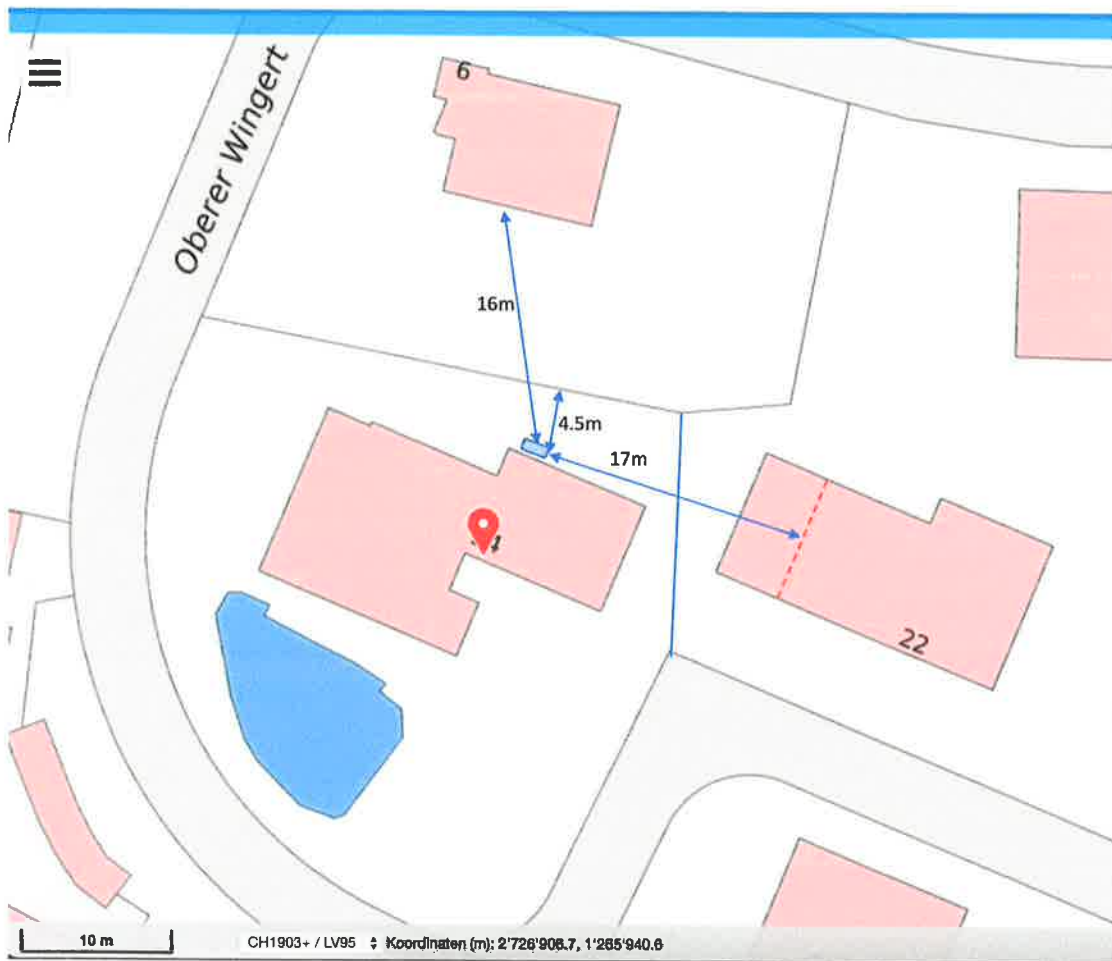 6
Oberer Wingert
16m
4.5m
17m
22
10 m
CH1903+ / LV95
Koordinaten (m): 2'726'906.7, 1'265'940.6